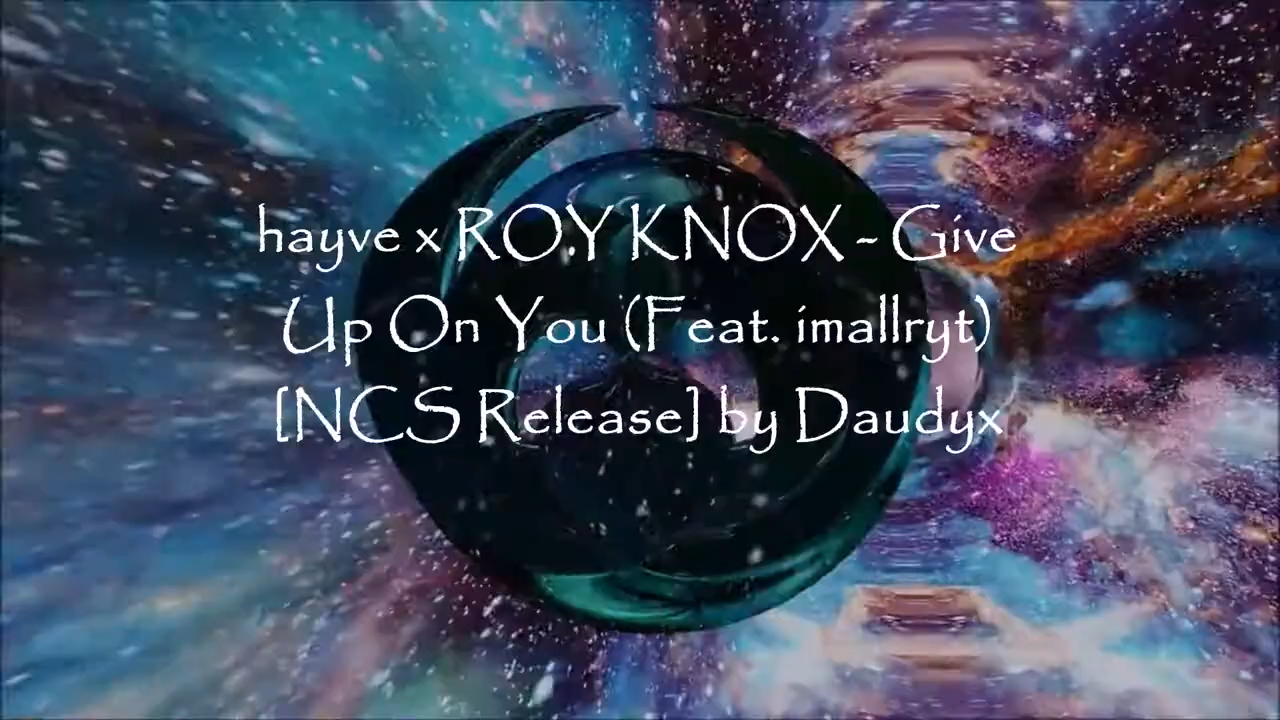 hayve x ROY KNOX - Give
Up On You (Feat. imallryt)
[NCS Release] by Daudyx